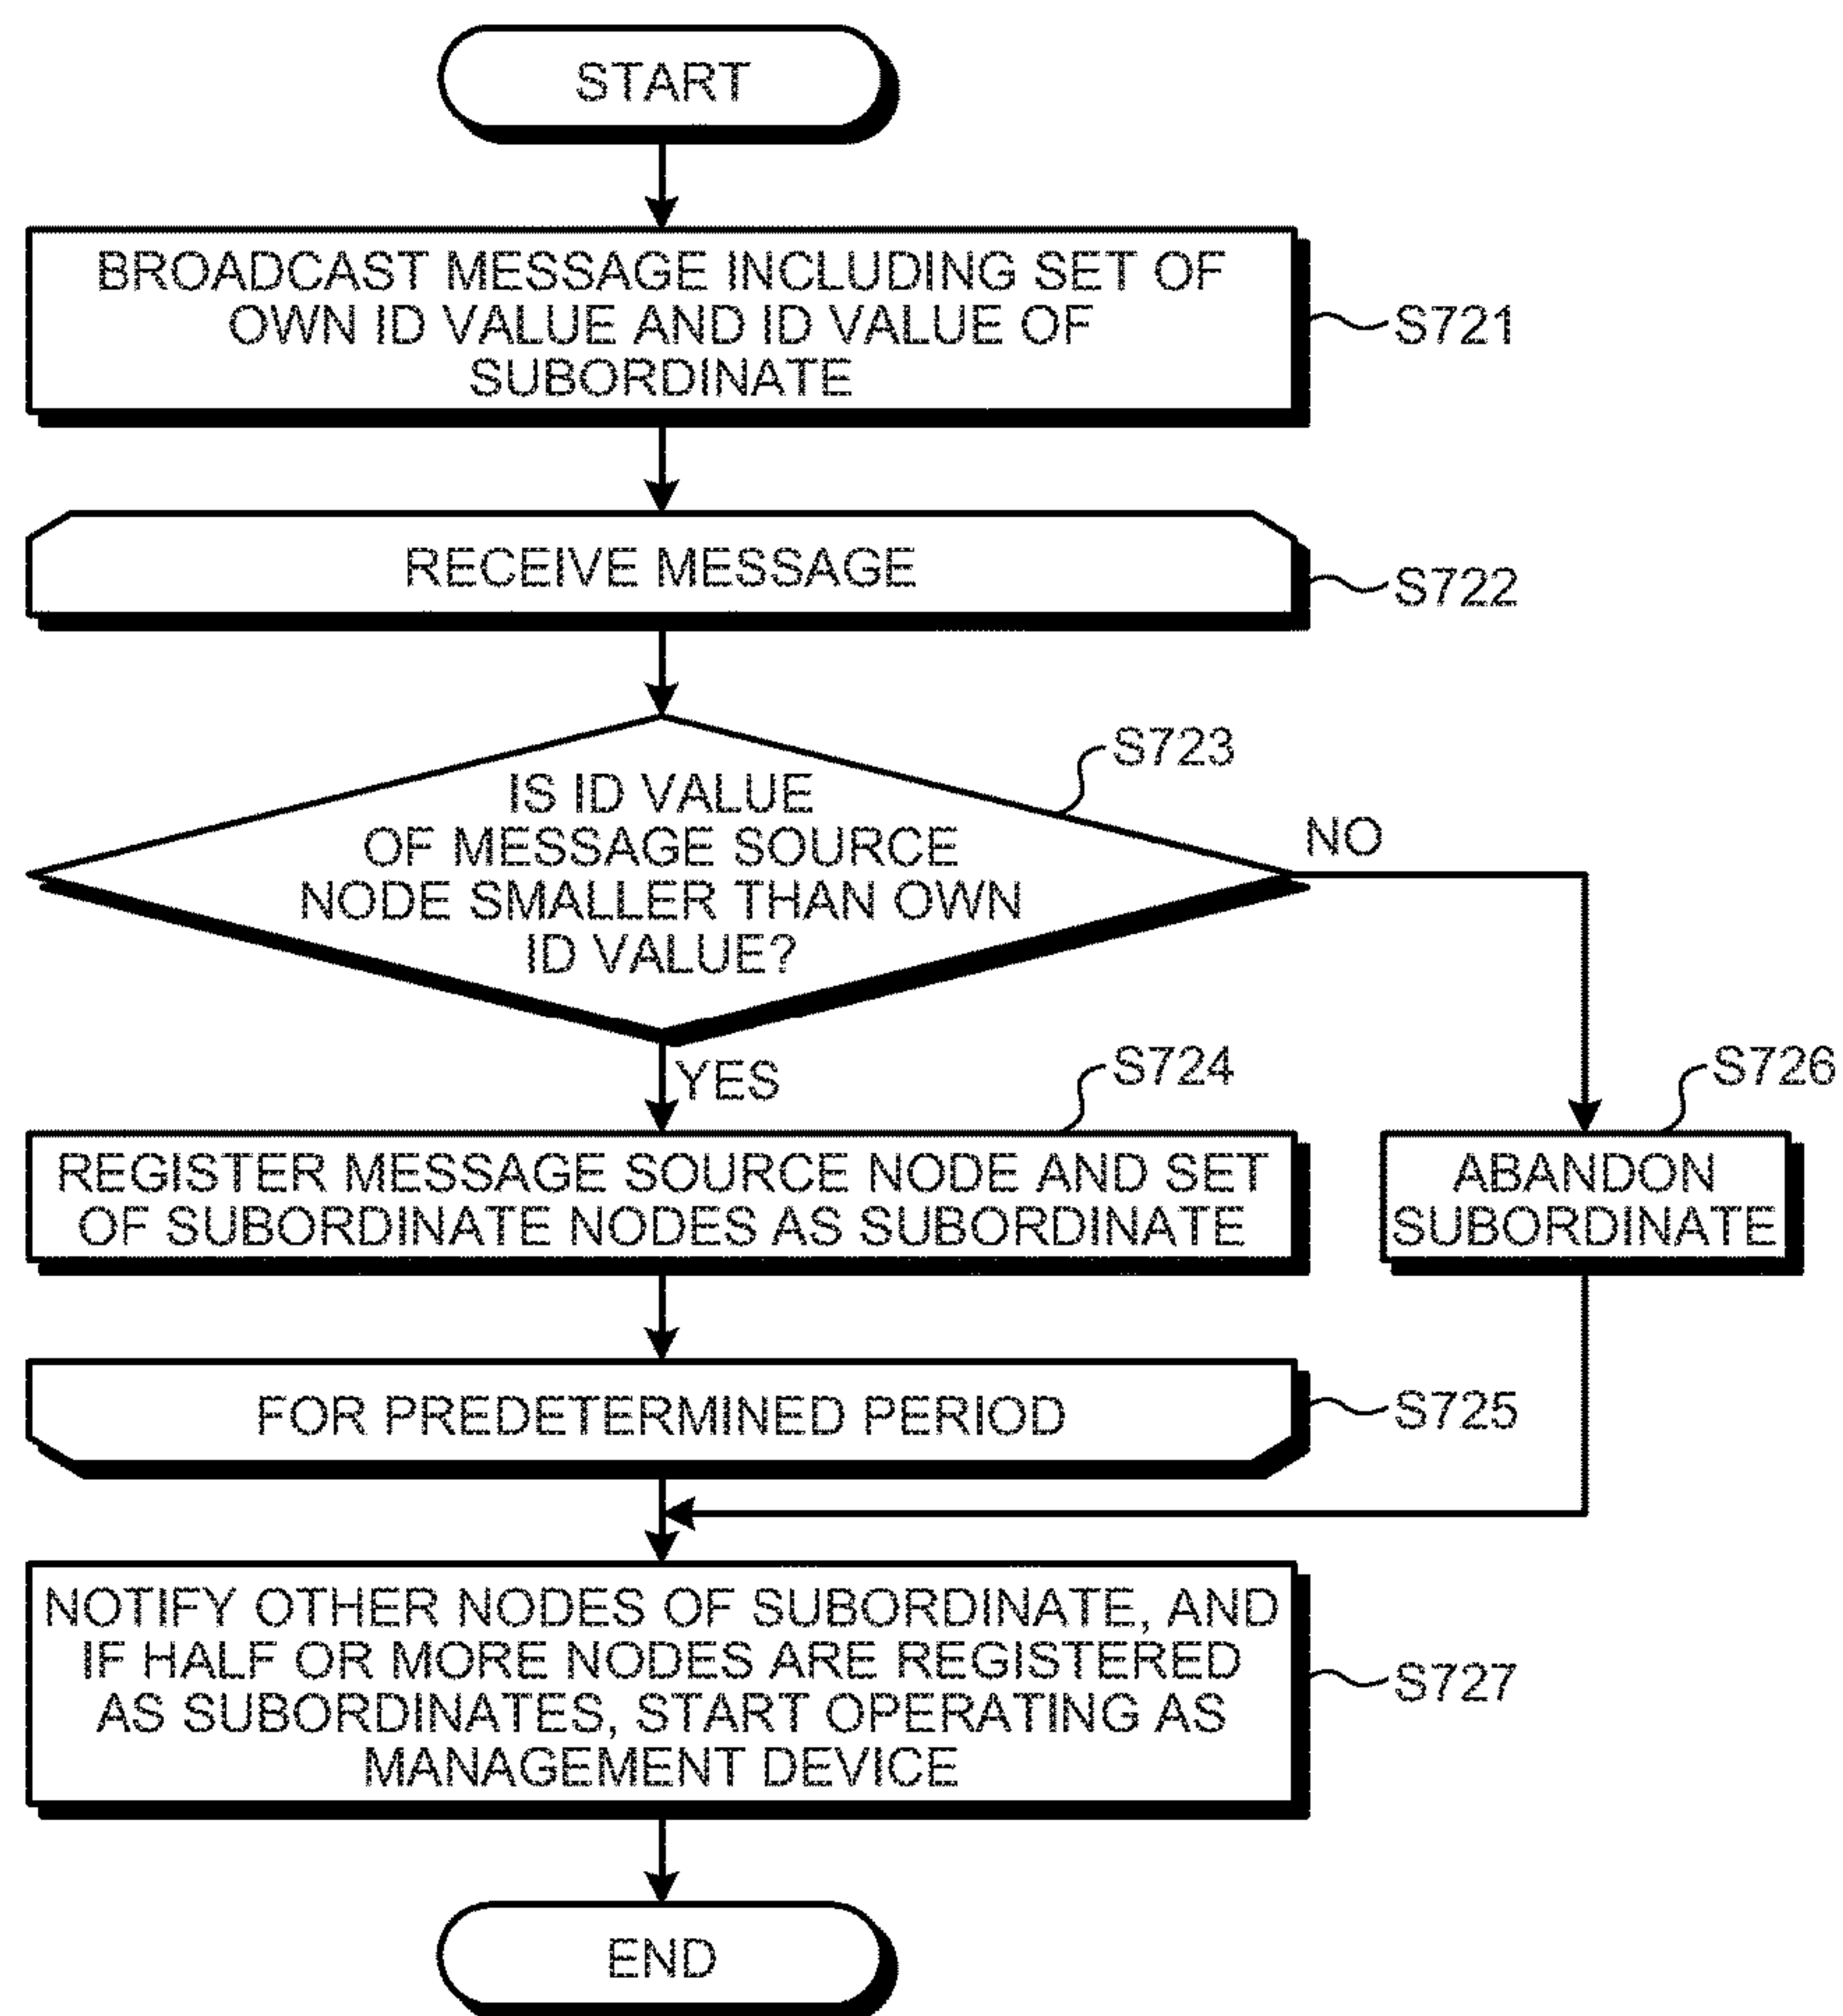 START
BROADCAST MESSAGE INCLUDING SET OF
OWN ID VALUE AND ID VALUE OF
SUBORDINATE
S721
RECEIVE MESSAGE
S722
S723
IS ID VALUE
OF MESSAGE SOURCE
NODE SMALLER THAN OWN
ID VALUE?
NO
YES
S724
REGISTER MESSAGE SOURCE NODE AND SET
OF SUBORDINATE NODES AS SUBORDINATE
S726
ABANDON
SUBORDINATE
FOR PREDETERMINED PERIOD
S725
NOTIFY OTHER NODES OF SUBORDINATE, AND
IF HALF OR MORE NODES ARE REGISTERED
AS SUBORDINATES, START OPERATING AS
MANAGEMENT DEVICE
S727
END